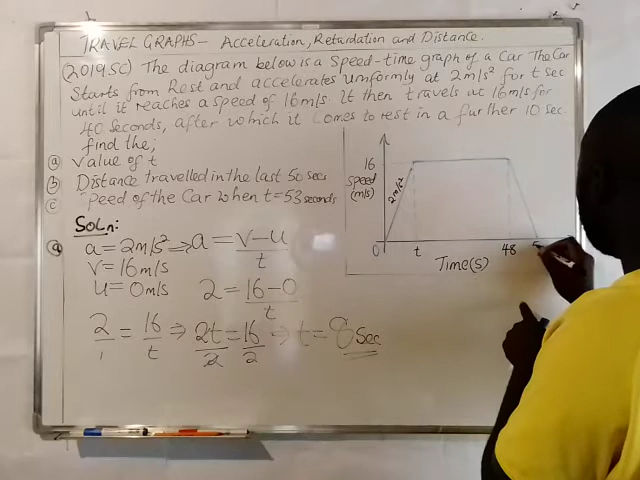 TRAVEL GRAPHS - Acceleration, Retardation and Distance.
(2019.SC) The diagram below is a Speed-time graph of a Car The Car
Starts from Rest and accelerates uniformly at 2m/s² for t sec
until it reaches a speed of 16m/s. It then travels at 16m/s for
40 seconds, after which it comes to rest in a further 10 sec
find the;
a Value of t
b Distance travelled in the last 50 secs
c Speed of the Car when t=53 seconds
Soln:
a a = 2m/s² ⇒ a = v-u/t
v = 16m/s
u = 0m/s 2 = 16-0/t
2/1 = 16/t ⇒ 2t/2 = 16/2 ⇒ t = 8 Sec
16
Speed
(m/s)
2m/s²
0 t 48 5
Time(s)